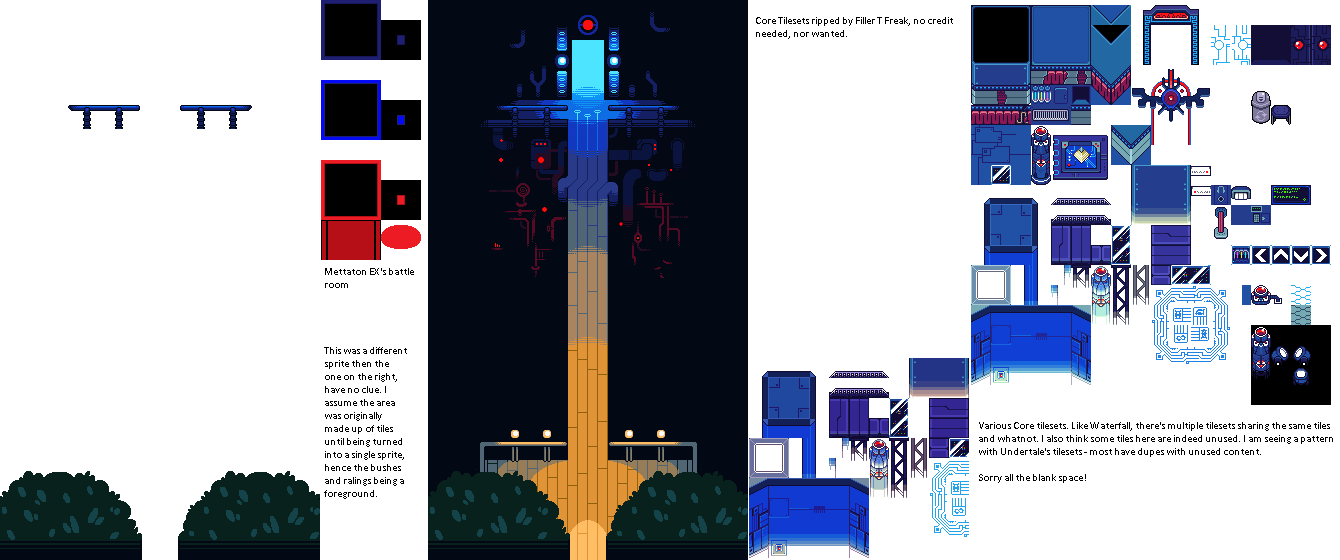 Core Tilesets ripped by Filler T Freak, no credit
needed, nor wanted.
Mettaton EX's battle
room
This was a different
sprite then the
one on the right,
have no clue. I
assume the area
was originally
made up of tiles
until being turned
into a single sprite,
hence the bushes
and ralings being a
foreground.
Various Core tilesets. Like Waterfall, there's multiple tilesets sharing the same tiles
and whatnot. I also think some tiles here are indeed unused. I am seeing a pattern
with Undertale's tilesets- most have dupes with unused content.
Sorry all the blank space!